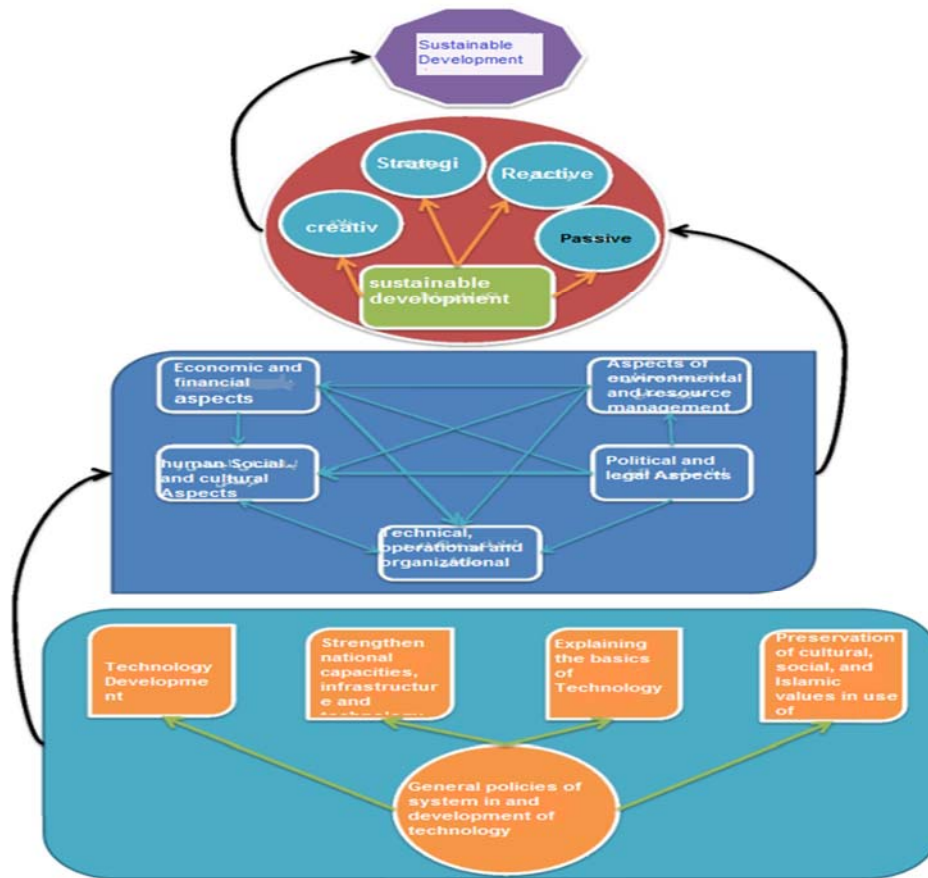 Sustainable
Development
Strategi
Reactive
creativ
Passive
sustainable
development
Economic and
financial
aspects
Aspects of
environmental
and resource
management
human Social
and cultural
Aspects
Political and
legal Aspects
Technical,
operational and
organizational
Technology
Developme
nt
Strengthen
national
capacities,
infrastructur
e and
technology
Explaining
the basics
of
Technology
Preservation
of cultural,
social, and
Islamic
values in use
of
General policies of
system in and
development of
technology